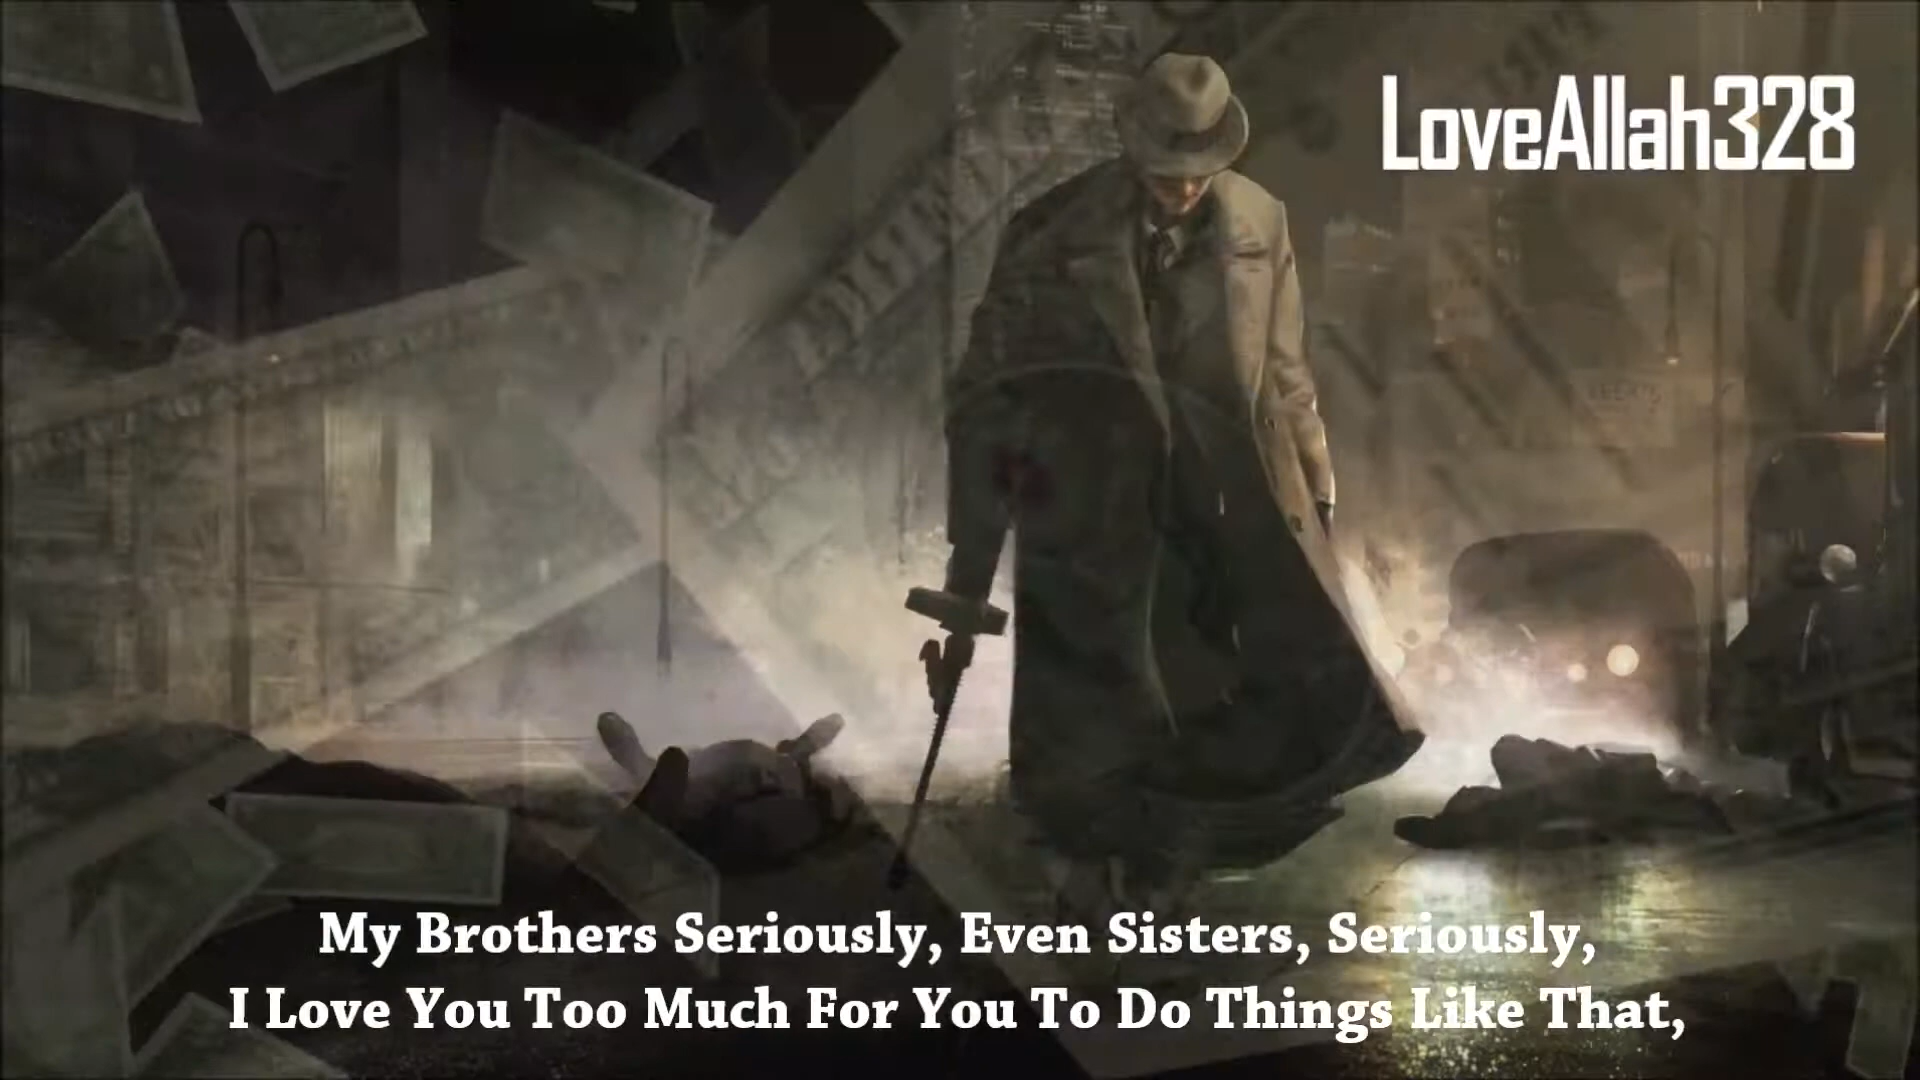 LoveAllah328
My Brothers Seriously, Even Sisters, Seriously,
I Love You Too Much For You To Do Things Like That,